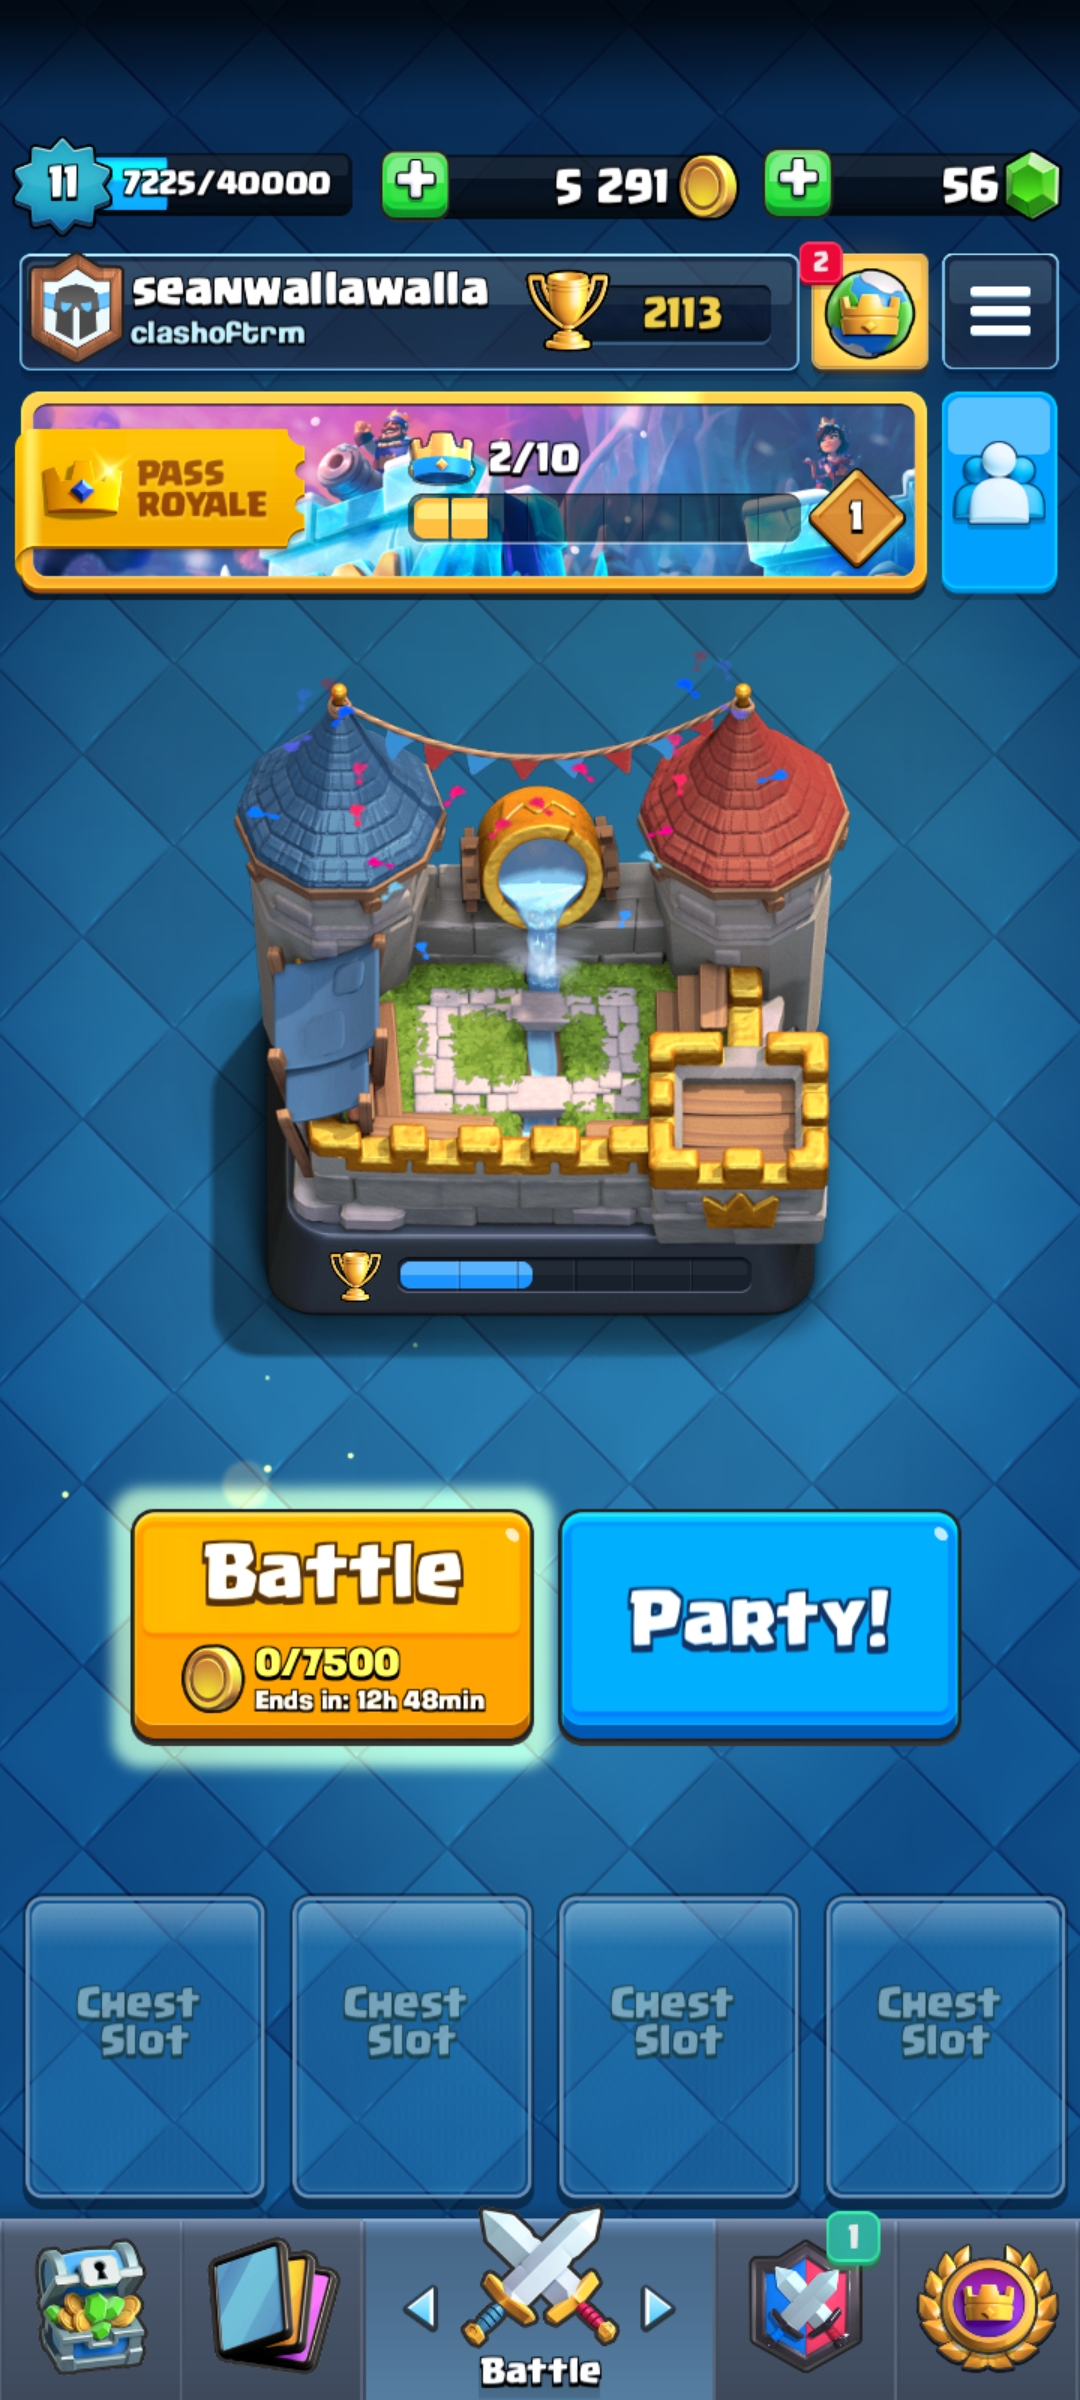 11
7225/40000
5 291
56
seanwallawalla
clashoftrm
2113
2
PASS
ROYALE
2/10
1
Battle
0/7500
Ends in: 12h 48min
Party!
Chest
Slot
Chest
Slot
Chest
Slot
Chest
Slot
1
Battle